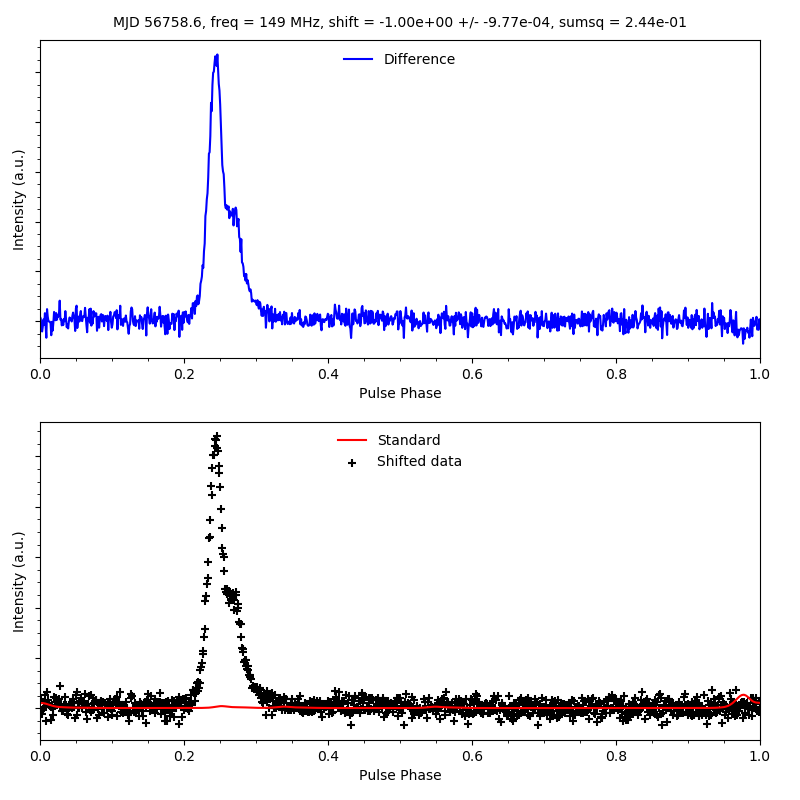 MJD 56758.6, freq = 149 MHz, shift = -1.00e+00 +/- -9.77e-04, sumsq = 2.44e-01
Difference
Intensity (a.u.)
0.0 0.2 0.4 0.6 0.8 1.0
Pulse Phase
Standard
Shifted data
Intensity (a.u.)
0.0 0.2 0.4 0.6 0.8 1.0
Pulse Phase